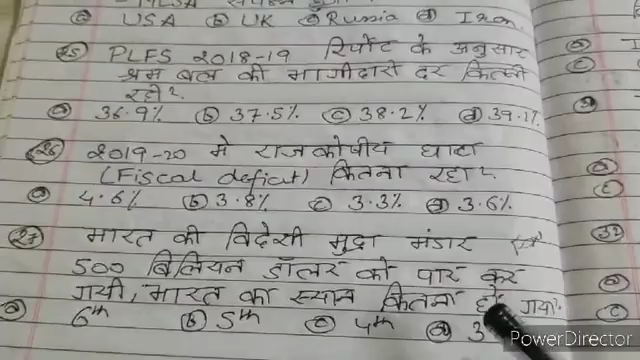 ⓐ USA ⓑ UK ⓒ Russia ⓓ Iran
25 PLFS 2018-19 रिपोर्ट के अनुसार
श्रम बल की भागीदारी दर कितनी
रही?
ⓐ 36.9% ⓑ 37.5% ⓒ 38.2% ⓓ 39.1%
26 2019-20 मे राजकोषीय घाटा
(Fiscal deficit) कितना रहा?
ⓐ 4.6% ⓑ 3.8% ⓒ 3.3% ⓓ 3.6%
27 भारत की विदेशी मुद्रा भंडार
500 बिलियन डॉलर को पार कर
गयी, भारत का स्थान कितना हो गया?
ⓐ 6th ⓑ 5th ⓒ 4th ⓓ 3
32
PowerDirector